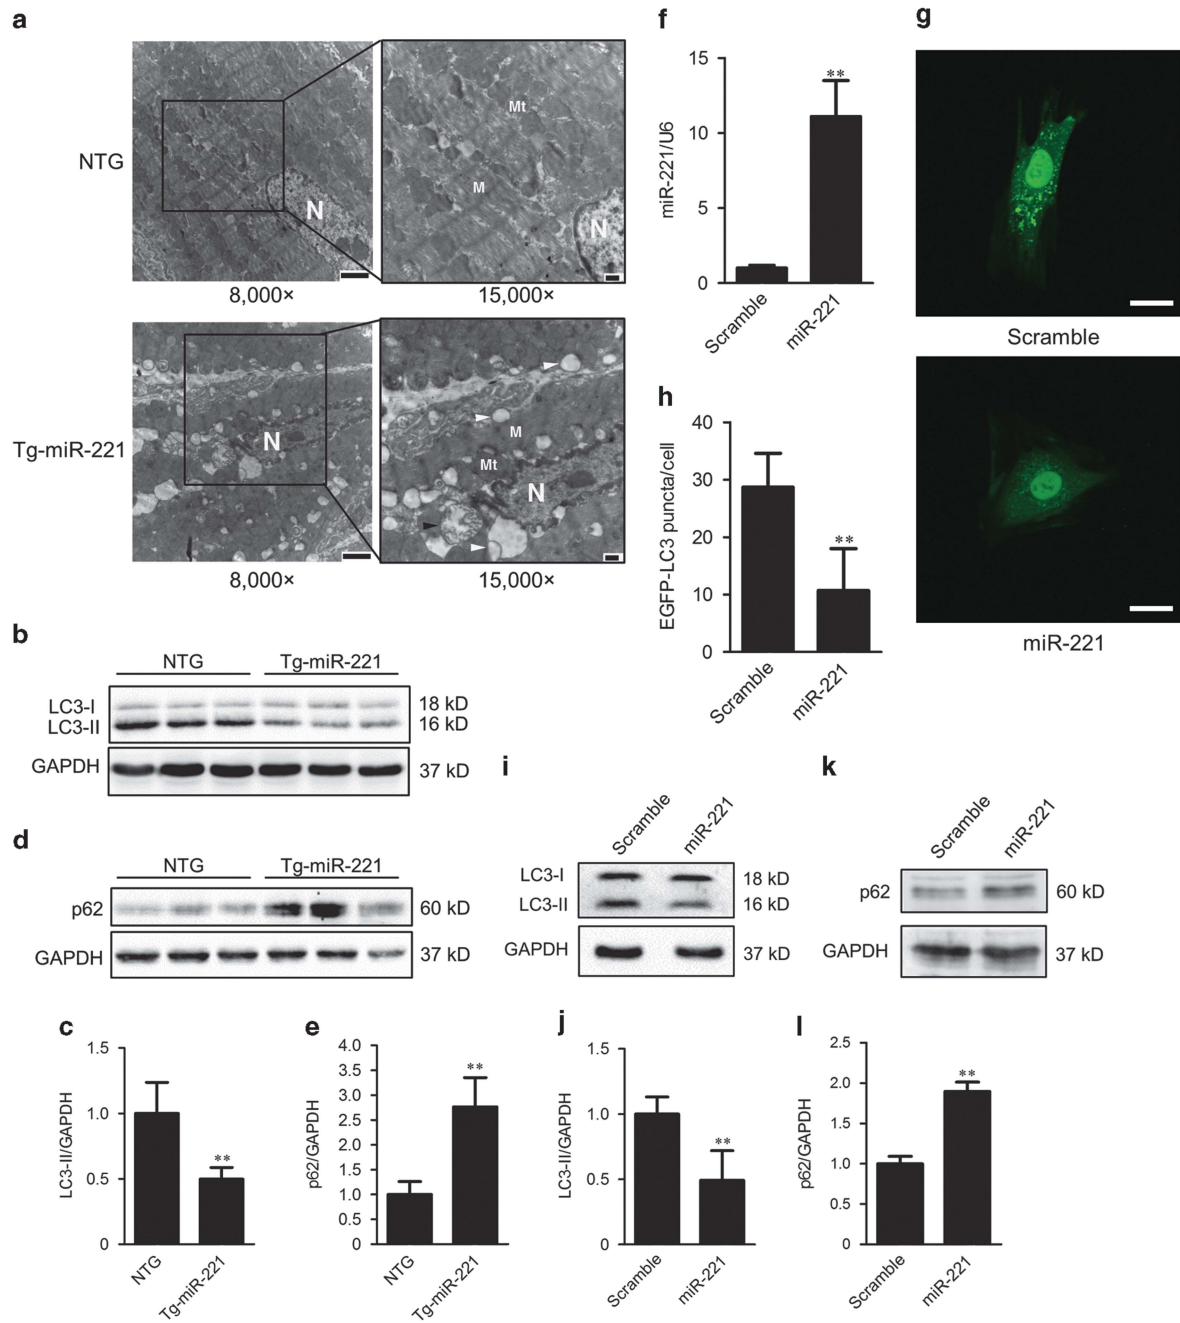 a
NTG
N
Mt
M
N
8,000×
15,000×
Tg-miR-221
N
M
Mt
N
8,000×
15,000×
b
NTG
Tg-miR-221
LC3-I
18 kD
LC3-II
16 kD
GAPDH
37 kD
d
NTG
Tg-miR-221
p62
60 kD
GAPDH
37 kD
c
LC3-II/GAPDH
1.5
1.0
0.5
0
**
NTG
Tg-miR-221
e
p62/GAPDH
4.0
3.5
3.0
2.5
2.0
1.5
1.0
0.5
0
**
NTG
Tg-miR-221
f
miR-221/U6
15
10
5
0
**
Scramble
miR-221
g
Scramble
miR-221
h
EGFP-LC3 puncta/cell
40
30
20
10
0
**
Scramble
miR-221
i
Scramble
miR-221
LC3-I
18 kD
LC3-II
16 kD
GAPDH
37 kD
k
Scramble
miR-221
p62
60 kD
GAPDH
37 kD
j
LC3-II/GAPDH
1.5
1.0
0.5
0
**
Scramble
miR-221
l
p62/GAPDH
2.5
2.0
1.5
1.0
0.5
0
**
Scramble
miR-221